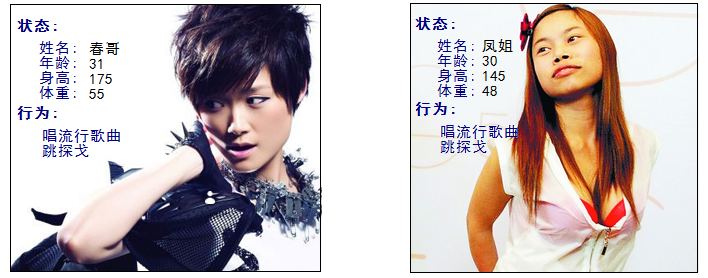 状态：
姓名： 春哥
年龄： 31
身高： 175
体重： 55
行为：
唱流行歌曲
跳探戈
状态：
姓名：凤姐
年龄：30
身高：145
体重：48
行为：
唱流行歌曲
跳探戈